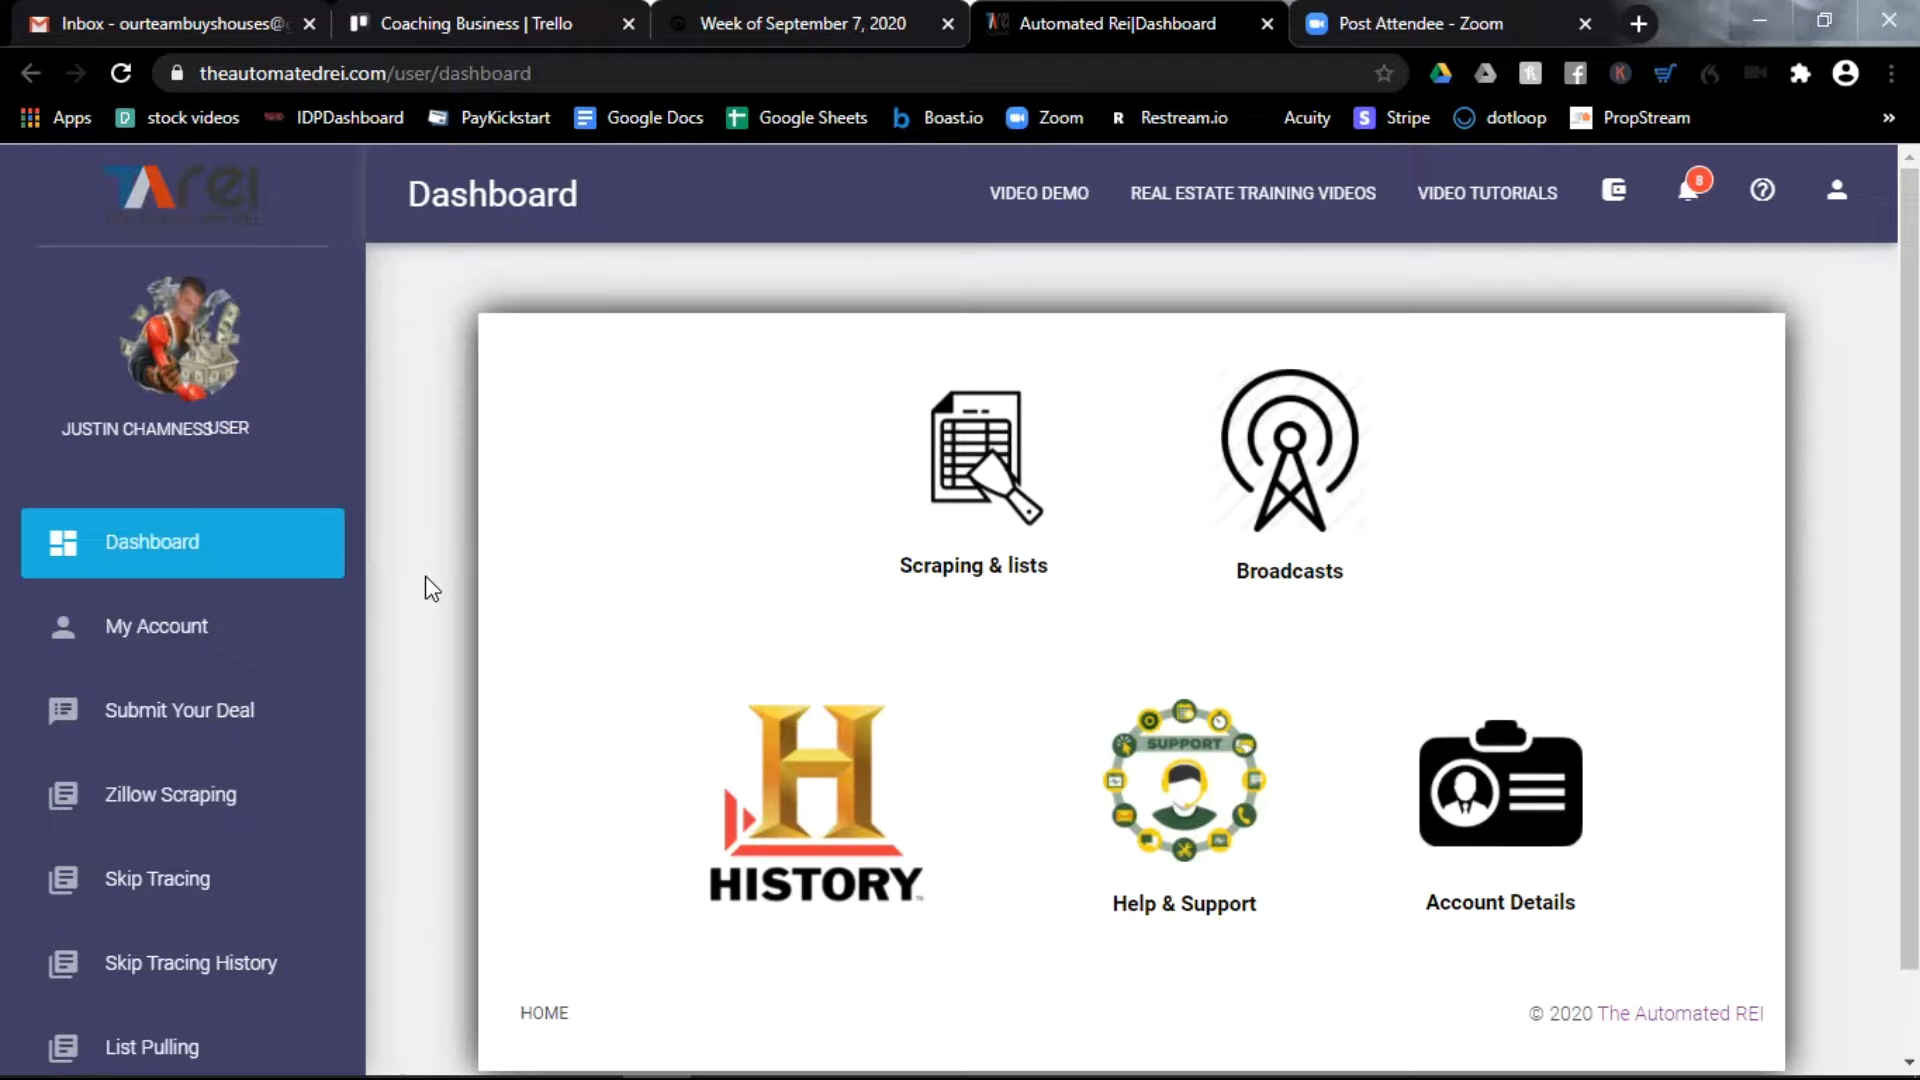 Inbox - ourteambuyshouses@
Coaching Business | Trello
Week of September 7, 2020
Automated Rei|Dashboard
Post Attendee - Zoom
theautomatedrei.com/user/dashboard
Apps
stock videos
IDPDashboard
PayKickstart
Google Docs
Google Sheets
Boast.io
Zoom
R Restream.io
Acuity
S Stripe
dotloop
PropStream
»
TArei
Dashboard
VIDEO DEMO
REAL ESTATE TRAINING VIDEOS
VIDEO TUTORIALS
8
JUSTIN CHAMNESS USER
Dashboard
My Account
Submit Your Deal
Zillow Scraping
Skip Tracing
Skip Tracing History
List Pulling
Scraping & lists
Broadcasts
H
HISTORY
SUPPORT
Help & Support
Account Details
HOME
© 2020 The Automated REI